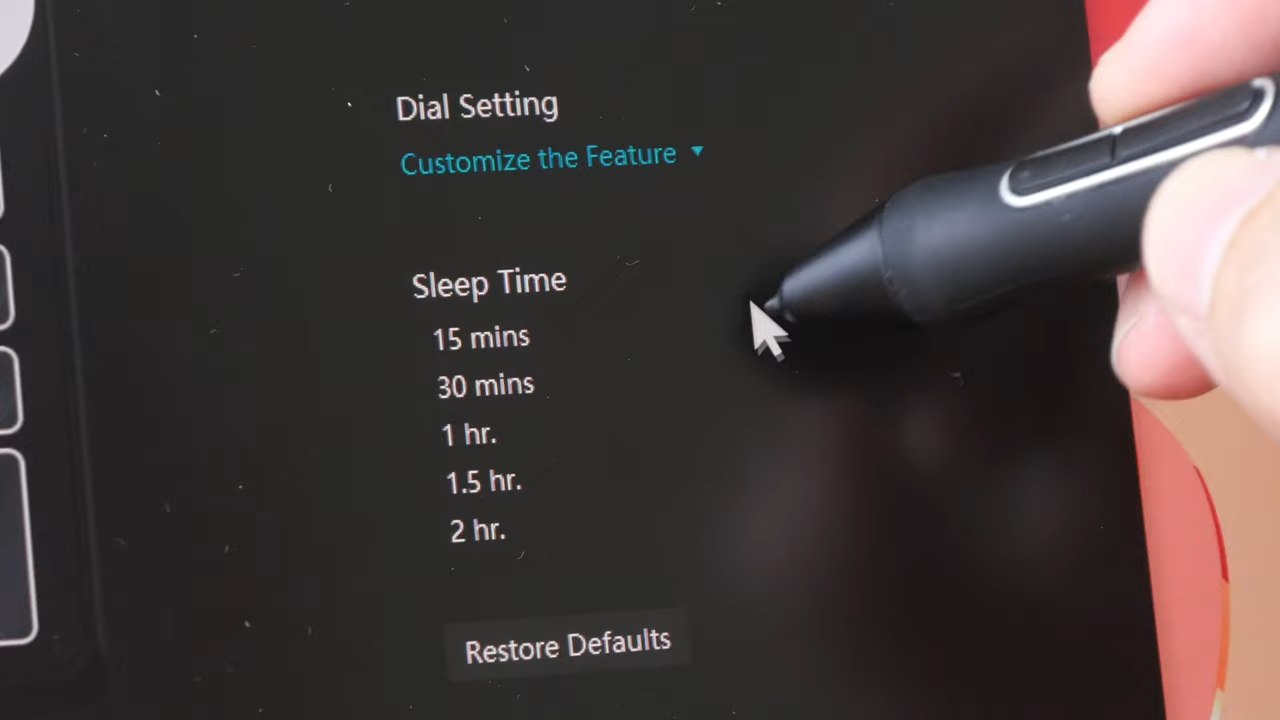 Dial Setting
Customize the Feature
Sleep Time
15 mins
30 mins
1 hr.
1.5 hr.
2 hr.
Restore Defaults